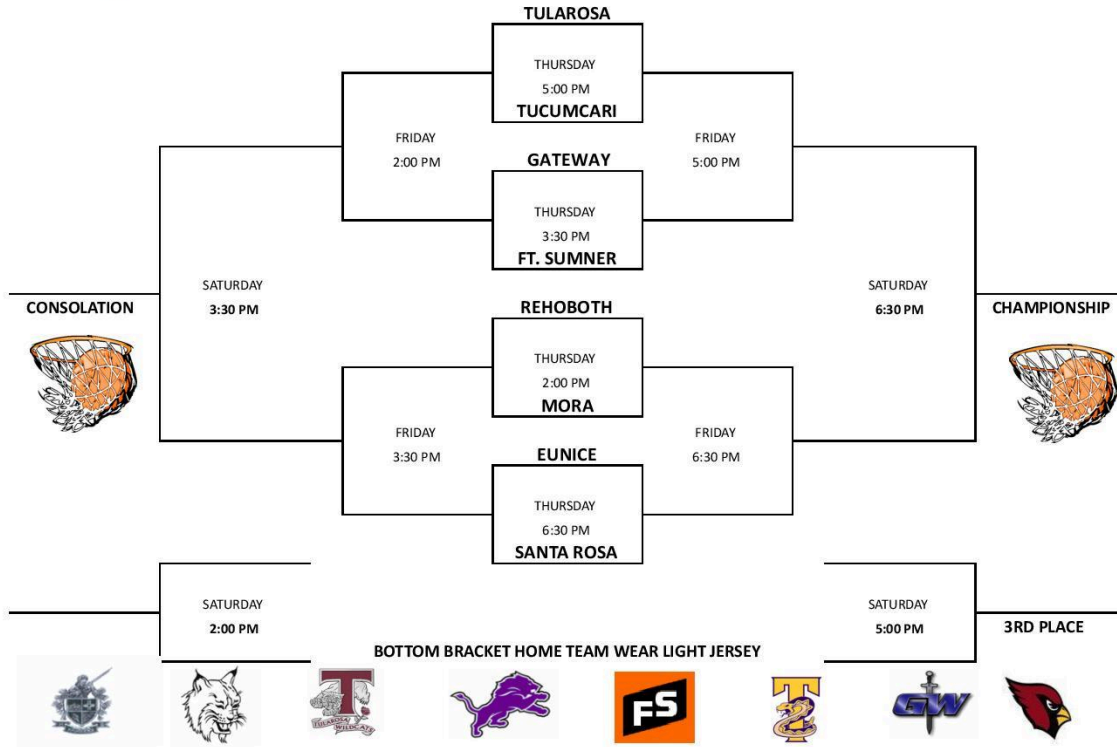 TULAROSA
THURSDAY
5:00 PM
TUCUMCARI
FRIDAY
2:00 PM
FRIDAY
5:00 PM
GATEWAY
THURSDAY
3:30 PM
FT. SUMNER
SATURDAY
3:30 PM
SATURDAY
6:30 PM
CONSOLATION
CHAMPIONSHIP
REHOBOTH
THURSDAY
2:00 PM
MORA
FRIDAY
3:30 PM
FRIDAY
6:30 PM
EUNICE
THURSDAY
6:30 PM
SANTA ROSA
SATURDAY
2:00 PM
SATURDAY
5:00 PM
3RD PLACE
BOTTOM BRACKET HOME TEAM WEAR LIGHT JERSEY
T
TULAROSA
WILDCATS
FS
T
GW